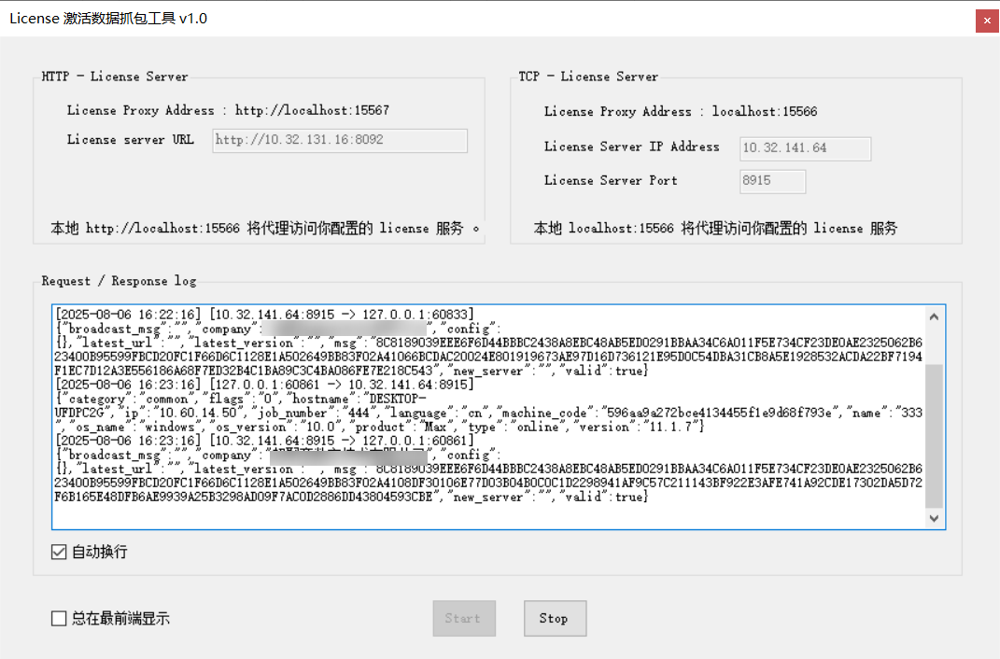 License 激活数据抓包工具 v1.0
HTTP - License Server
License Proxy Address : http://localhost:15567
License server URL http://10.32.131.16:8092
本地 http://localhost:15566 将代理访问你配置的 license 服务 。
TCP - License Server
License Proxy Address : localhost:15566
License Server IP Address 10.32.141.64
License Server Port 8915
本地 localhost:15566 将代理访问你配置的 license 服务
Request / Response log
[2025-08-06 16:22:16] [10.32.141.64:8915 -> 127.0.0.1:60833]
{"broadcast_msg":"","company": ","config":
{},"latest_url":"","latest_version":"","msg":"8C8189039EEE6F6D44BBBC2438A8EBC48AB5ED0291BBAA34C6A011F5E734CF23DE0AE2325062B6
23400B95599FBCD20FC1F66D6C1128E1A502649BB83F02A41066BCDAC20024E801919673AE97D16D736121E95D0C54DBA31CB8A5E1928532ACDA22BF7194
F1EC7D12A3E556186A68F7ED32B4C1BA89C3C4BA086FE7E218C543","new_server":"","valid":true}
[2025-08-06 16:23:16] [127.0.0.1:60861 -> 10.32.141.64:8915]
{"category":"common","flags":"0","hostname":"DESKTOP-
UFDPC2G","ip":"10.60.14.50","job_number":"444","language":"cn","machine_code":"596aa9a272bce4134455f1e9d68f793e","name":"333
","os_name":"windows","os_version":"10.0","product":"Max","type":"online","version":"11.1.7"}
[2025-08-06 16:23:16] [10.32.141.64:8915 -> 127.0.0.1:60861]
{"broadcast_msg":"","company":" ","config":
{},"latest_url":"","latest_version":"","msg":"8C8189039EEE6F6D44BBBC2438A8EBC48AB5ED0291BBAA34C6A011F5E734CF23DE0AE2325062B6
23400B95599FBCD20FC1F66D6C1128E1A502649BB83F02A4108DF30106E77D03B04B0C0C1D2298941AF9C57C211143BF922E3AFE741A92CDE17302DA5D72
F6B165E48DFB6AE9939A25B3298AD09F7AC0D2886DD43804593CBE","new_server":"","valid":true}
自动换行
总在最前端显示
Start
Stop